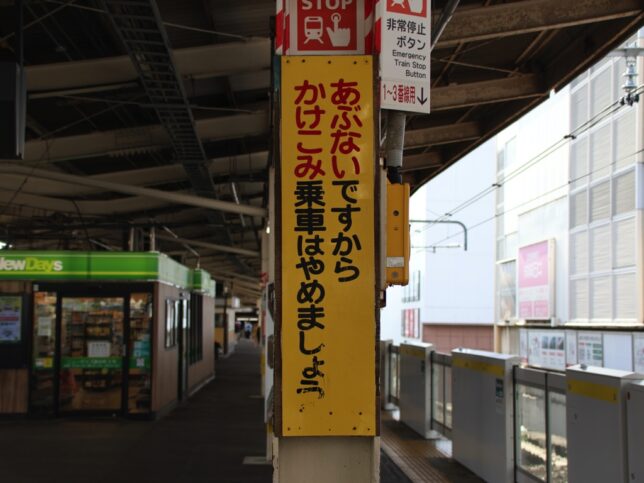 STOP
非常停止
ボタン
Emergency
Train Stop
Button
1〜3番線用
あぶないですから
かけこみ乗車はやめましょう
NewDays